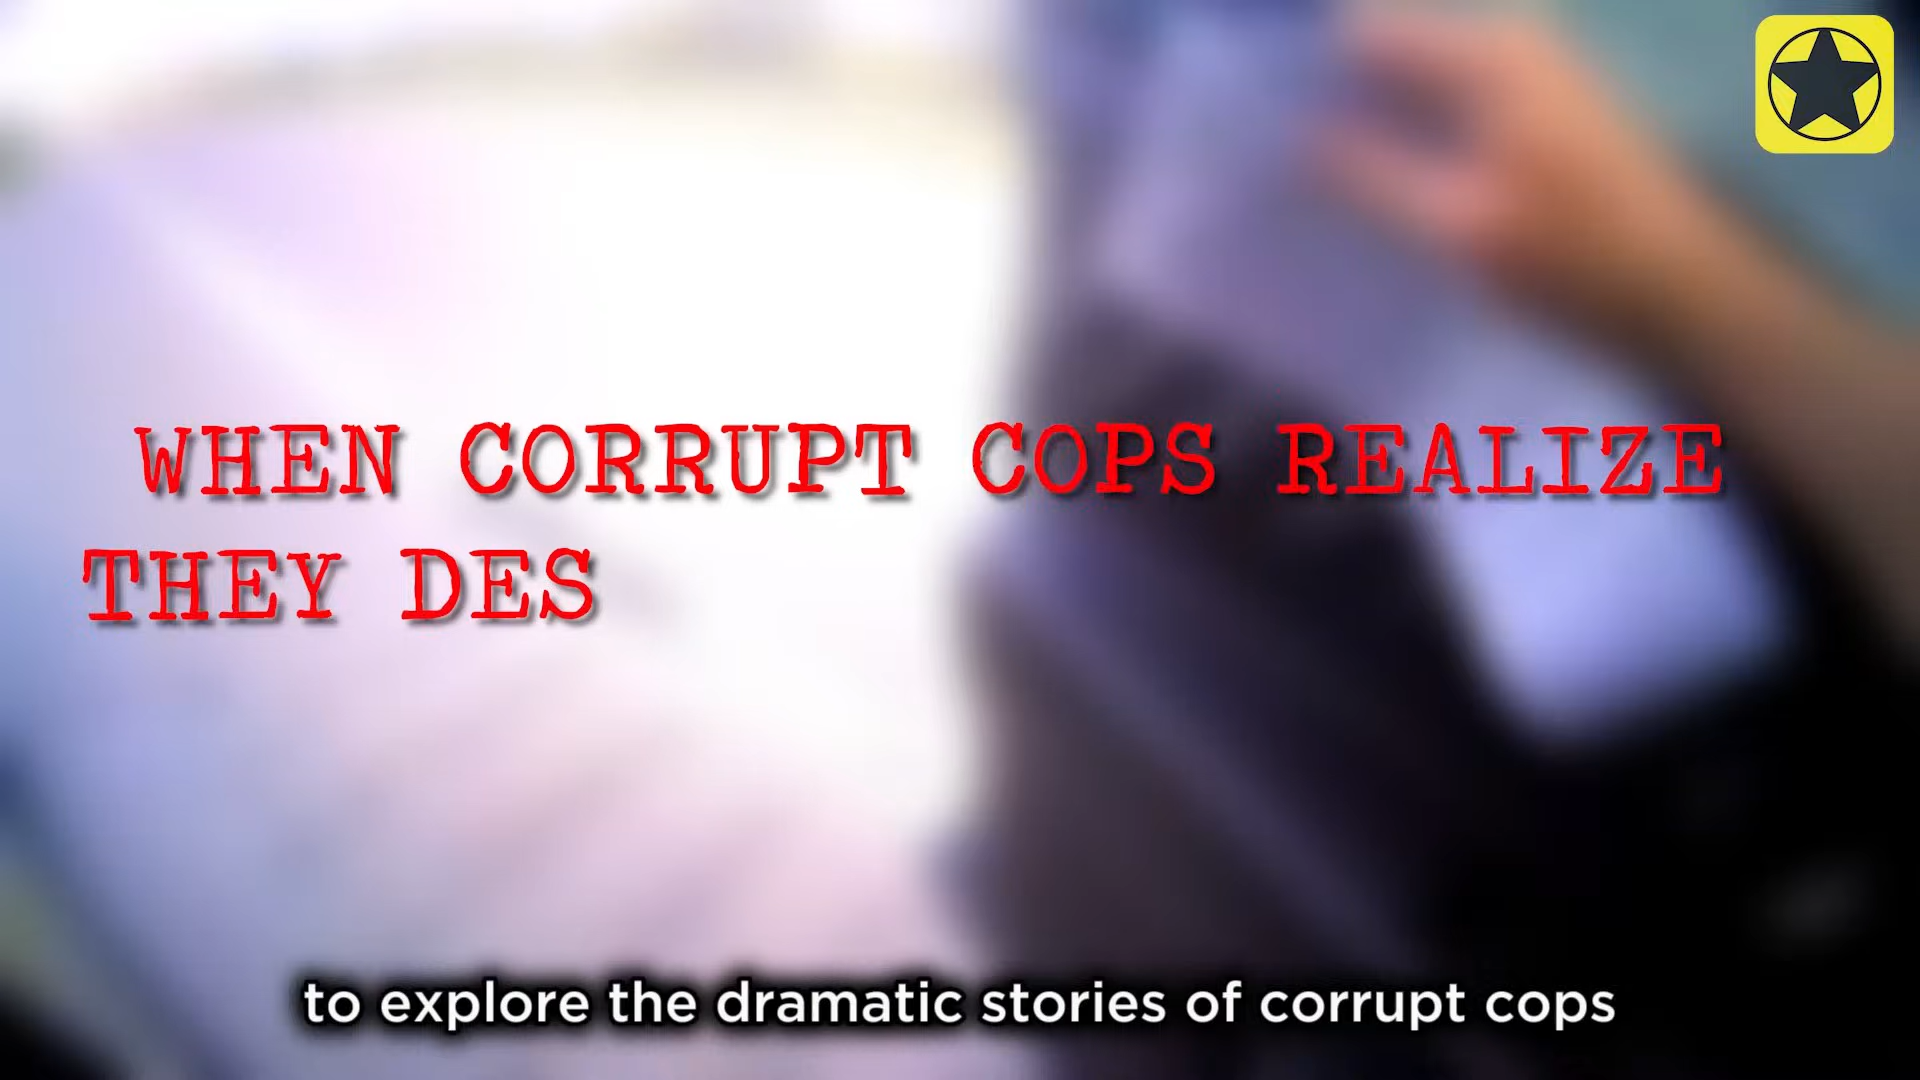 WHEN CORRUPT COPS REALIZE
THEY DES
to explore the dramatic stories of corrupt cops